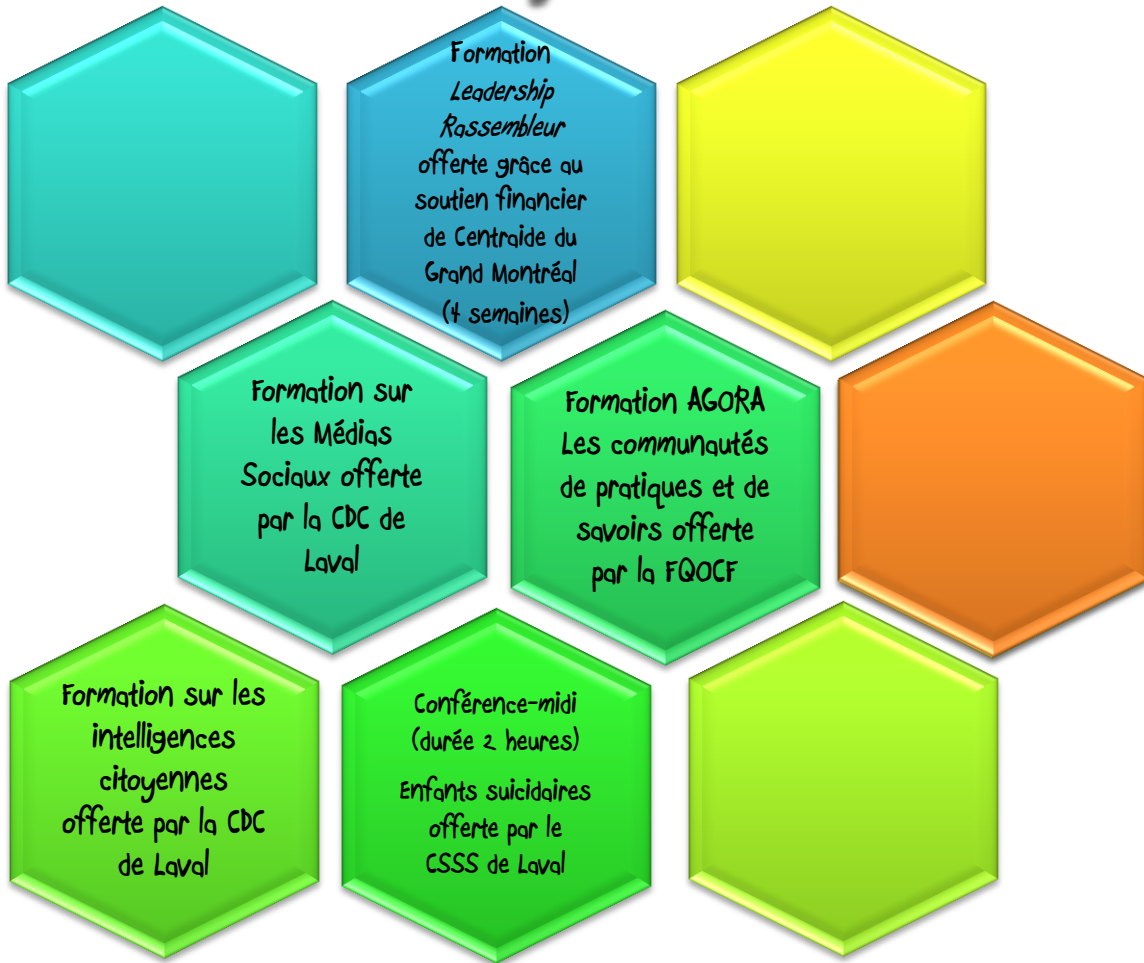 Formation
Leadership
Rassembleur
offerte grâce au
soutien financier
de Centraide du
Grand Montréal
(4 semaines)
Formation sur
les Médias
Sociaux offerte
par la CDC de
Laval
Formation AGORA
Les communautés
de pratiques et de
savoirs offerte
par la FQOCF
Formation sur les
intelligences
citoyennes
offerte par la CDC
de Laval
Conférence-midi
(durée 2 heures)
Enfants suicidaires
offerte par le
CSSS de Laval